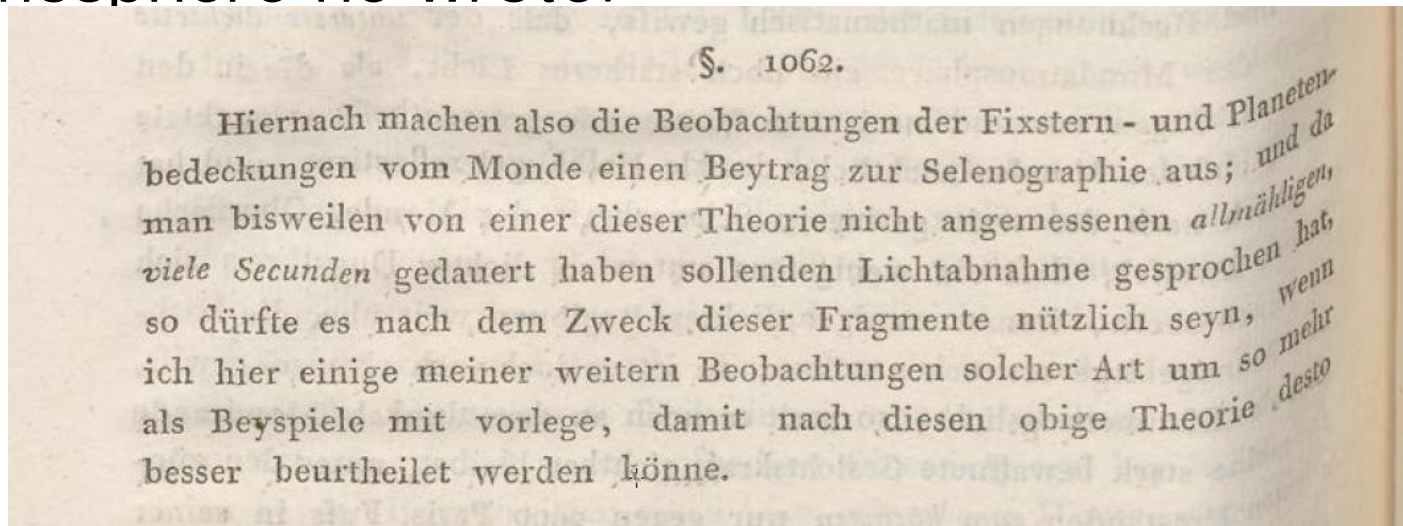 nosphere he wrote:
§. 1062.
Hiernach machen also die Beobachtungen der Fixstern- und Planeten-
bedeckungen vom Monde einen Beytrag zur Selenographie aus; und da
man bisweilen von einer dieser Theorie nicht angemessenen allmähligen,
viele Secunden gedauert haben sollenden Lichtabnahme gesprochen hat,
so dürfte es nach dem Zweck dieser Fragmente nützlich seyn, wenn
ich hier einige meiner weitern Beobachtungen solcher Art um so mehr
als Beyspiele mit vorlege, damit nach diesen obige Theorie desto
besser beurtheilet werden könne.